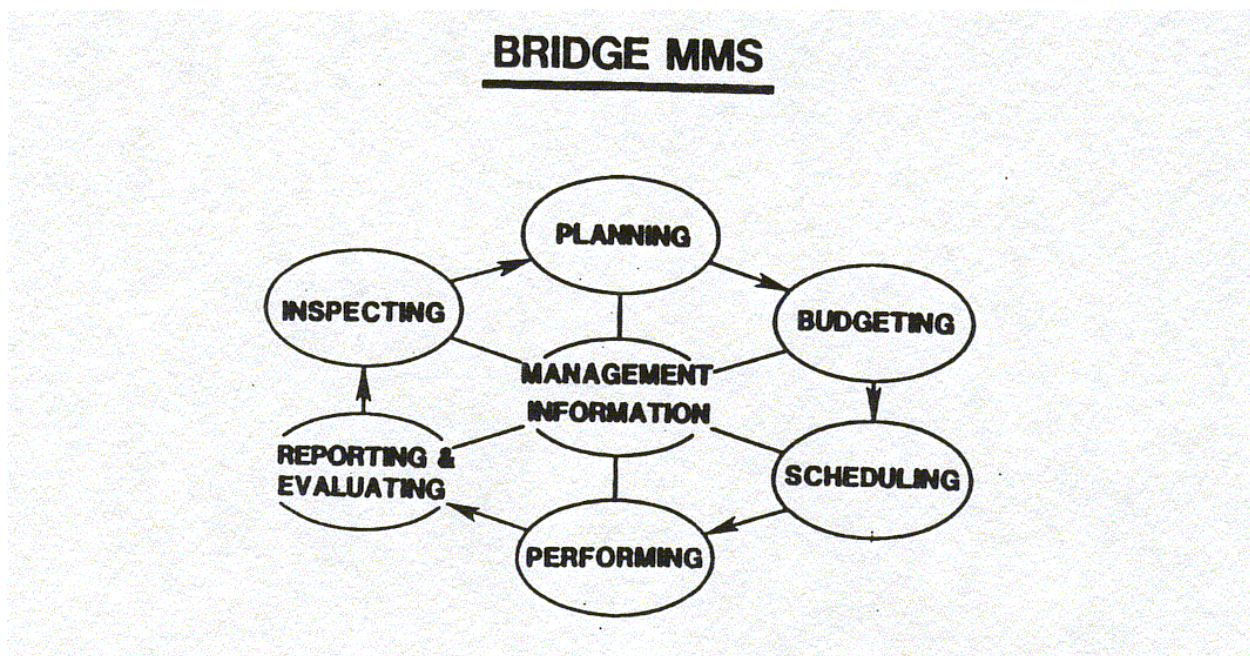 BRIDGE MMS
PLANNING
INSPECTING
BUDGETING
MANAGEMENT
INFORMATION
REPORTING &
EVALUATING
SCHEDULING
PERFORMING